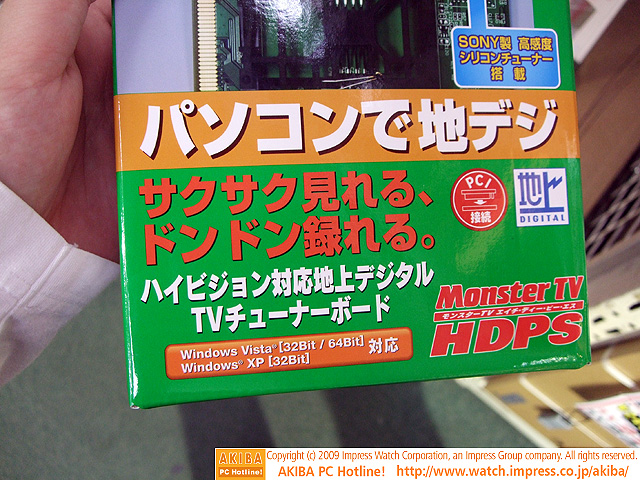 SONY製 高感度
シリコンチューナー
搭載
パソコンで地デジ
サクサク見れる、
ドンドン録れる。
PCI
接続
地上
DIGITAL
ハイビジョン対応地上デジタル
TVチューナーボード
Monster TV
モンスターTV エイチ・ディー・ピー・エス
HDPS
Windows Vista® [32Bit / 64Bit] 対応
Windows® XP [32Bit]
AKIBA
PC Hotline!
Copyright (c) 2009 Impress Watch Corporation, an Impress Group company. All rights reserved.
AKIBA PC Hotline! http://www.watch.impress.co.jp/akiba/